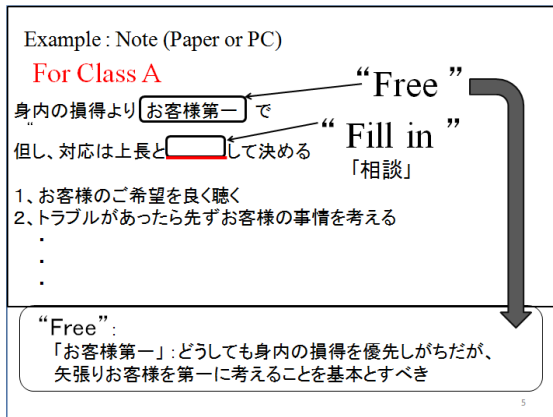 Example : Note (Paper or PC)
For Class A
“Free ”
身内の損得より お客様第一 で
“
“ Fill in ”
但し、対応は上長と して決める
「相談」
1、お客様のご希望を良く聴く
2、トラブルがあったら先ずお客様の事情を考える
・
・
・
“Free”:
「お客様第一」:どうしても身内の損得を優先しがちだが、
矢張りお客様を第一に考えることを基本とすべき
5